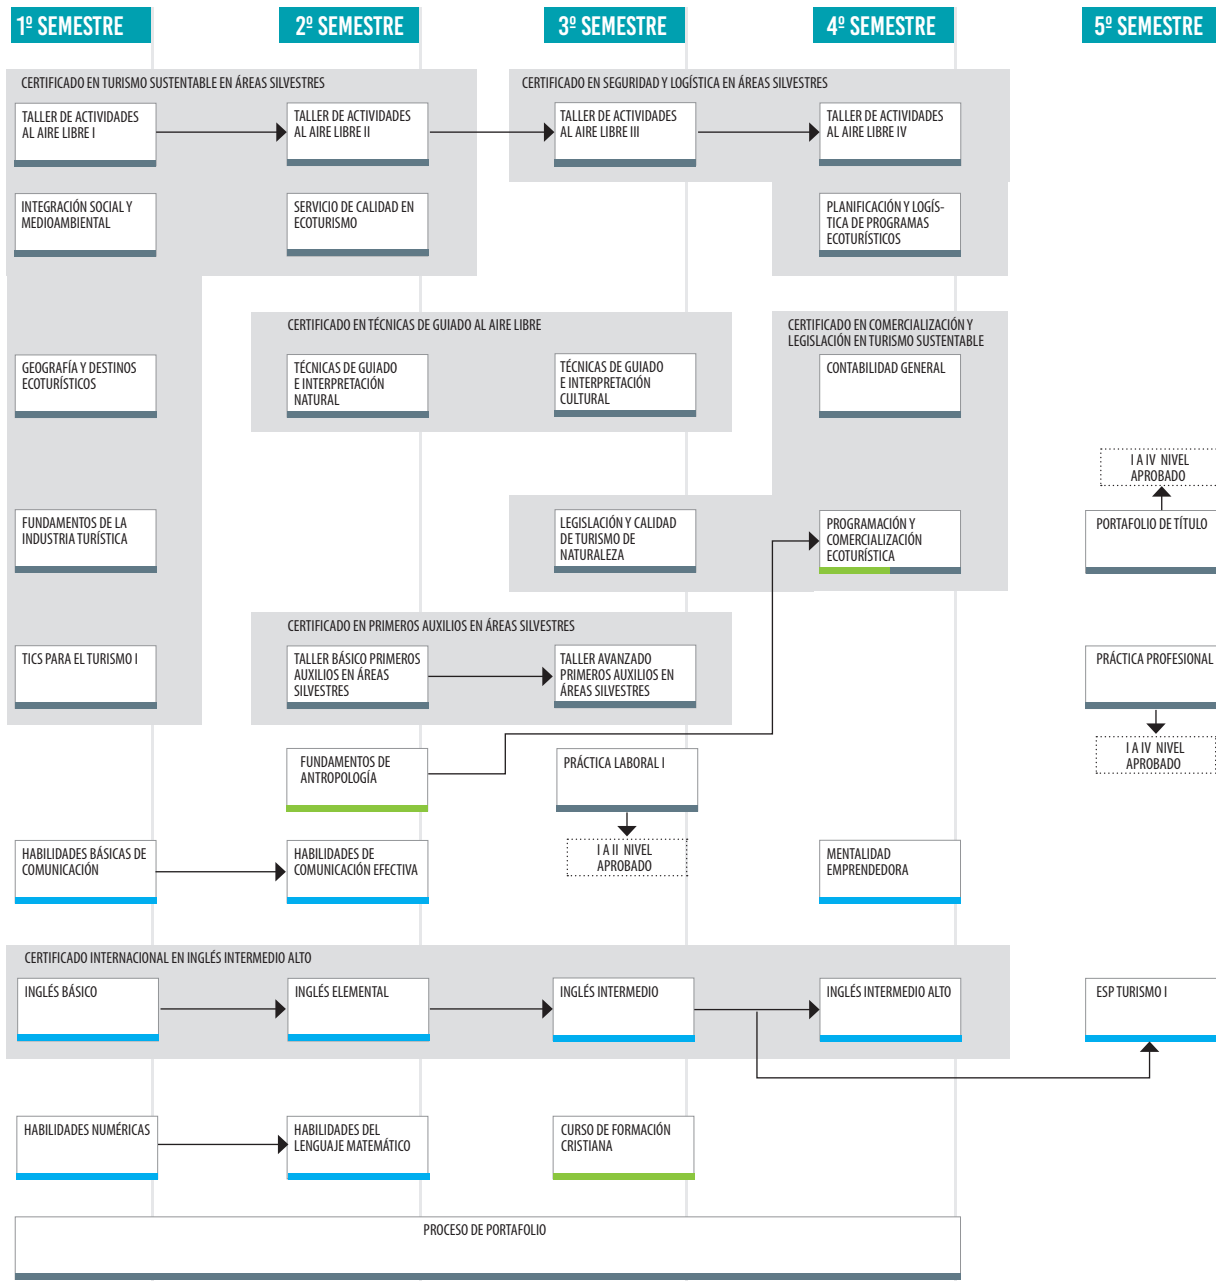 1º SEMESTRE
2º SEMESTRE
3º SEMESTRE
4º SEMESTRE
5º SEMESTRE
CERTIFICADO EN TURISMO SUSTENTABLE EN ÁREAS SILVESTRES
CERTIFICADO EN SEGURIDAD Y LOGÍSTICA EN ÁREAS SILVESTRES
TALLER DE ACTIVIDADES
AL AIRE LIBRE I
TALLER DE ACTIVIDADES
AL AIRE LIBRE II
TALLER DE ACTIVIDADES
AL AIRE LIBRE III
TALLER DE ACTIVIDADES
AL AIRE LIBRE IV
INTEGRACIÓN SOCIAL Y
MEDIOAMBIENTAL
SERVICIO DE CALIDAD EN
ECOTURISMO
PLANIFICACIÓN Y LOGÍS-
TICA DE PROGRAMAS
ECOTURÍSTICOS
CERTIFICADO EN TÉCNICAS DE GUIADO AL AIRE LIBRE
CERTIFICADO EN COMERCIALIZACIÓN Y
LEGISLACIÓN EN TURISMO SUSTENTABLE
GEOGRAFÍA Y DESTINOS
ECOTURÍSTICOS
TÉCNICAS DE GUIADO
E INTERPRETACIÓN
NATURAL
TÉCNICAS DE GUIADO
E INTERPRETACIÓN
CULTURAL
CONTABILIDAD GENERAL
I A IV NIVEL
APROBADO
FUNDAMENTOS DE LA
INDUSTRIA TURÍSTICA
LEGISLACIÓN Y CALIDAD
DE TURISMO DE
NATURALEZA
PROGRAMACIÓN Y
COMERCIALIZACIÓN
ECOTURÍSTICA
PORTAFOLIO DE TÍTULO
CERTIFICADO EN PRIMEROS AUXILIOS EN ÁREAS SILVESTRES
TICS PARA EL TURISMO I
TALLER BÁSICO PRIMEROS
AUXILIOS EN ÁREAS
SILVESTRES
TALLER AVANZADO
PRIMEROS AUXILIOS EN
ÁREAS SILVESTRES
PRÁCTICA PROFESIONAL
I A IV NIVEL
APROBADO
FUNDAMENTOS DE
ANTROPOLOGÍA
PRÁCTICA LABORAL I
I A II NIVEL
APROBADO
HABILIDADES BÁSICAS DE
COMUNICACIÓN
HABILIDADES DE
COMUNICACIÓN EFECTIVA
MENTALIDAD
EMPRENDEDORA
CERTIFICADO INTERNACIONAL EN INGLÉS INTERMEDIO ALTO
INGLÉS BÁSICO
INGLÉS ELEMENTAL
INGLÉS INTERMEDIO
INGLÉS INTERMEDIO ALTO
ESP TURISMO I
HABILIDADES NUMÉRICAS
HABILIDADES DEL
LENGUAJE MATEMÁTICO
CURSO DE FORMACIÓN
CRISTIANA
PROCESO DE PORTAFOLIO